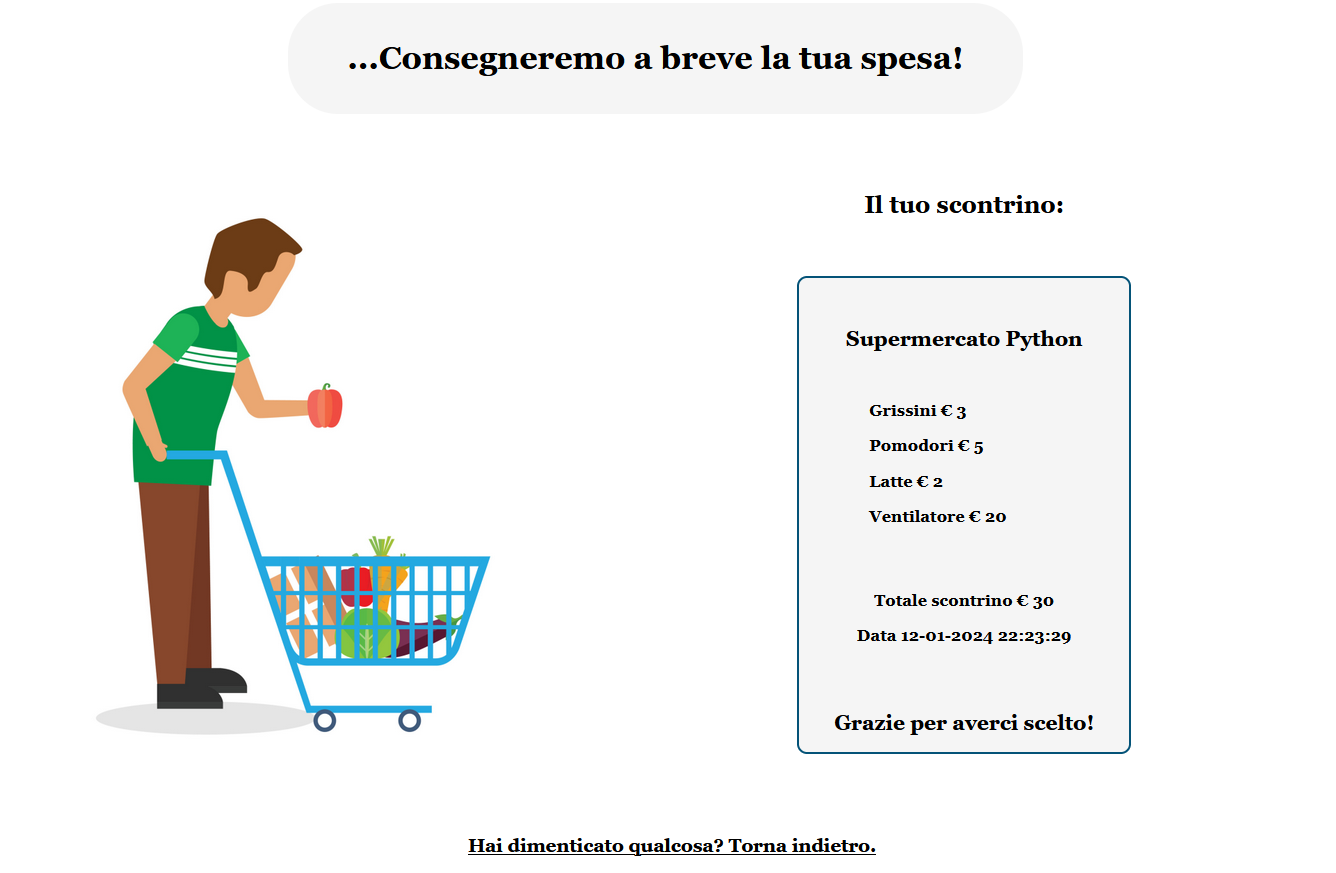 ...Consegneremo a breve la tua spesa!
Il tuo scontrino:
Supermercato Python
Grissini € 3
Pomodori € 5
Latte € 2
Ventilatore € 20
Totale scontrino € 30
Data 12-01-2024 22:23:29
Grazie per averci scelto!
Hai dimenticato qualcosa? Torna indietro.